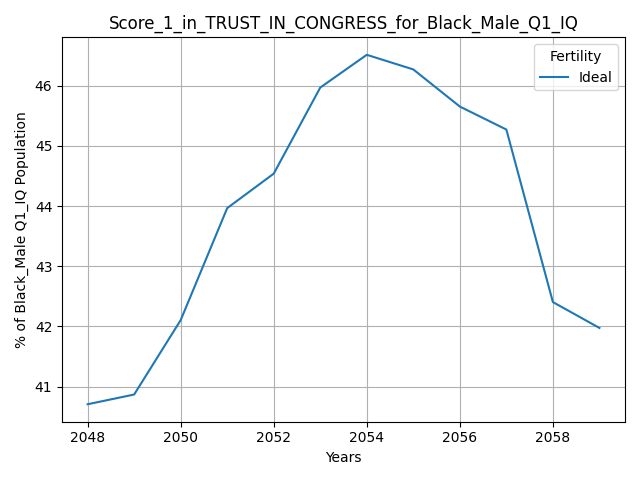 Score_1_in_TRUST_IN_CONGRESS_for_Black_Male_Q1_IQ
Fertility
Ideal
% of Black_Male Q1_IQ Population
46
45
44
43
42
41
2048 2050 2052 2054 2056 2058
Years